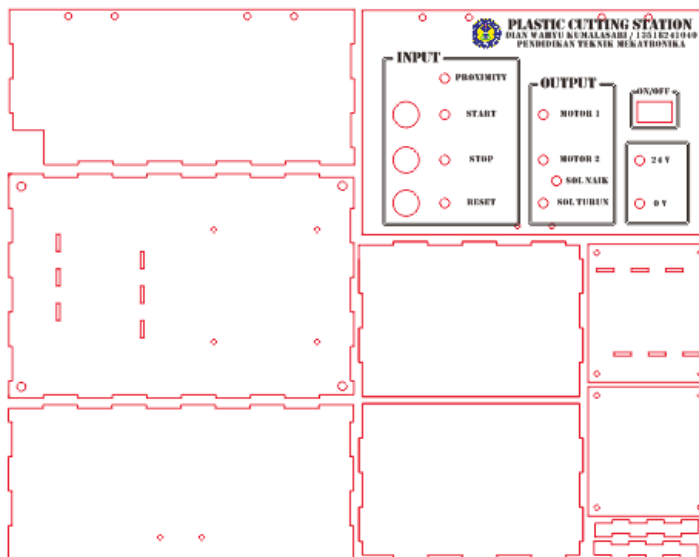 PLASTIC CUTTING STATION
DIAN WAHYU KUMALASARI / 13518241040
PENDIDIKAN TEKNIK MEKATRONIKA
INPUT
PROXIMITY
START
STOP
RESET
OUTPUT
MOTOR 1
MOTOR 2
SOL NAIK
SOL TURUN
ON/OFF
24 V
0 V